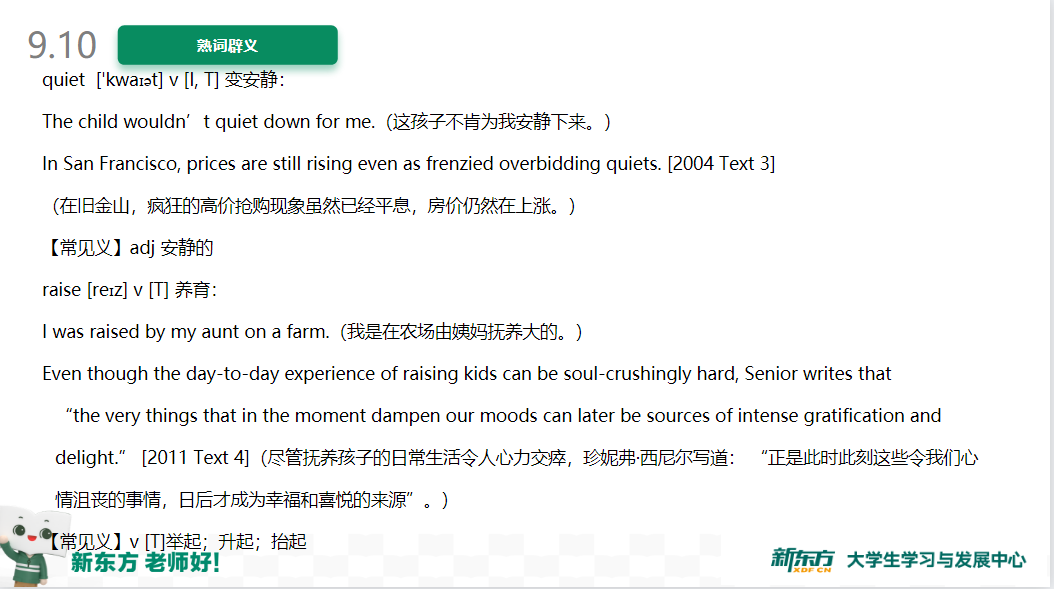 9.10
熟词辟义
quiet ['kwaɪət] v [I, T] 变安静：
The child wouldn’t quiet down for me.（这孩子不肯为我安静下来。）
In San Francisco, prices are still rising even as frenzied overbidding quiets. [2004 Text 3]
（在旧金山，疯狂的高价抢购现象虽然已经平息，房价仍然在上涨。）
【常见义】adj 安静的
raise [reɪz] v [T] 养育：
I was raised by my aunt on a farm.（我是在农场由姨妈抚养大的。）
Even though the day-to-day experience of raising kids can be soul-crushingly hard, Senior writes that
“the very things that in the moment dampen our moods can later be sources of intense gratification and
delight.” [2011 Text 4]（尽管抚养孩子的日常生活令人心力交瘁，珍妮弗·西尼尔写道：“正是此时此刻这些令我们心
情沮丧的事情，日后才成为幸福和喜悦的来源”。）
【常见义】v [T]举起；升起；抬起
新东方 老师好!
新东方 XDF.CN 大学生学习与发展中心